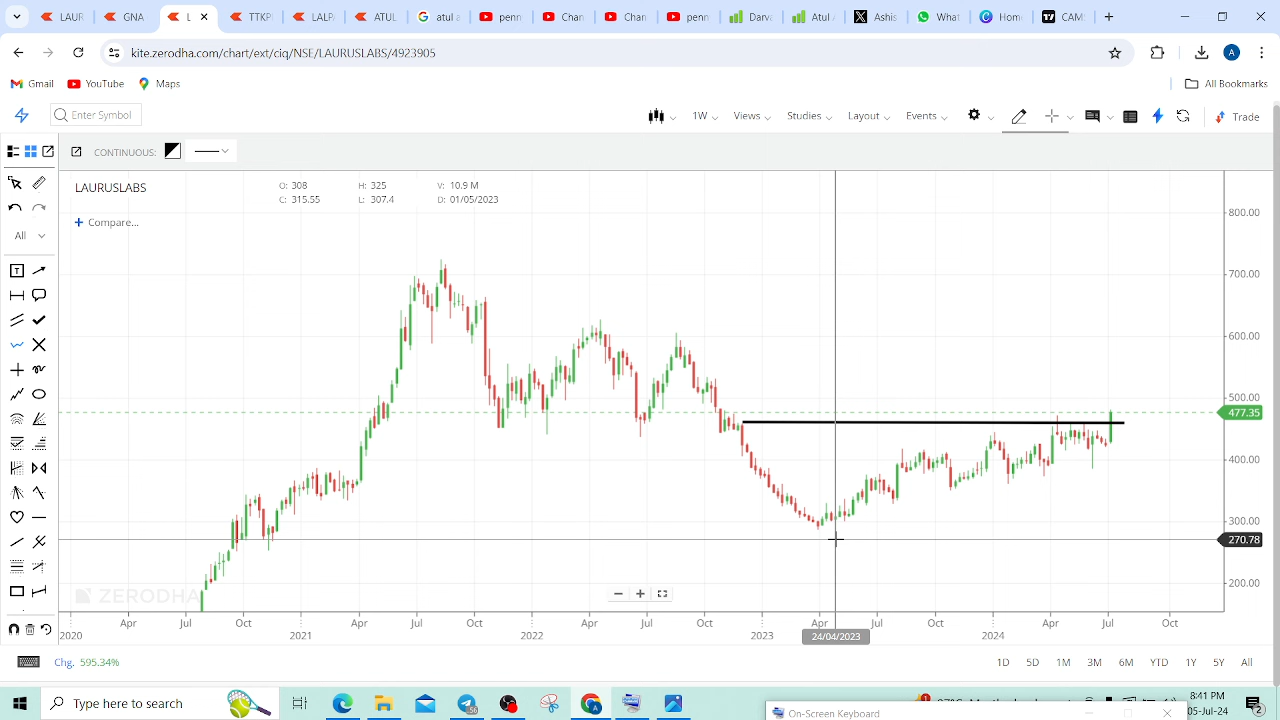 GNA
L
TTKPI
LAUR
ATUL
atul a
penn
Chan
Chan
penn
Darv
Atul
Ashis
What
Hom
CAM
kite.zerodha.com/chart/ext/ciq/NSE/LAURUSLABS/4923905
A
Gmail
YouTube
Maps
All Bookmarks
Enter Symbol
1W
Views
Studies
Layout
Events
Trade
CONTINUOUS:
LAURUSLABS
O: 308
H: 325
V: 10.9 M
C: 315.55
L: 307.4
D: 01/05/2023
+ Compare...
All
T
800.00
700.00
600.00
500.00
477.35
400.00
300.00
270.78
200.00
ZERODHA
Apr
Jul
Oct
Apr
Jul
Oct
Apr
Jul
Oct
Apr
Jul
Oct
Apr
Jul
Oct
2020
2021
2022
2023
24/04/2023
2024
Chg. 595.34%
1D
5D
1M
3M
6M
YTD
1Y
5Y
All
Type here to search
On-Screen Keyboard
8:41 PM
05-Jul-24